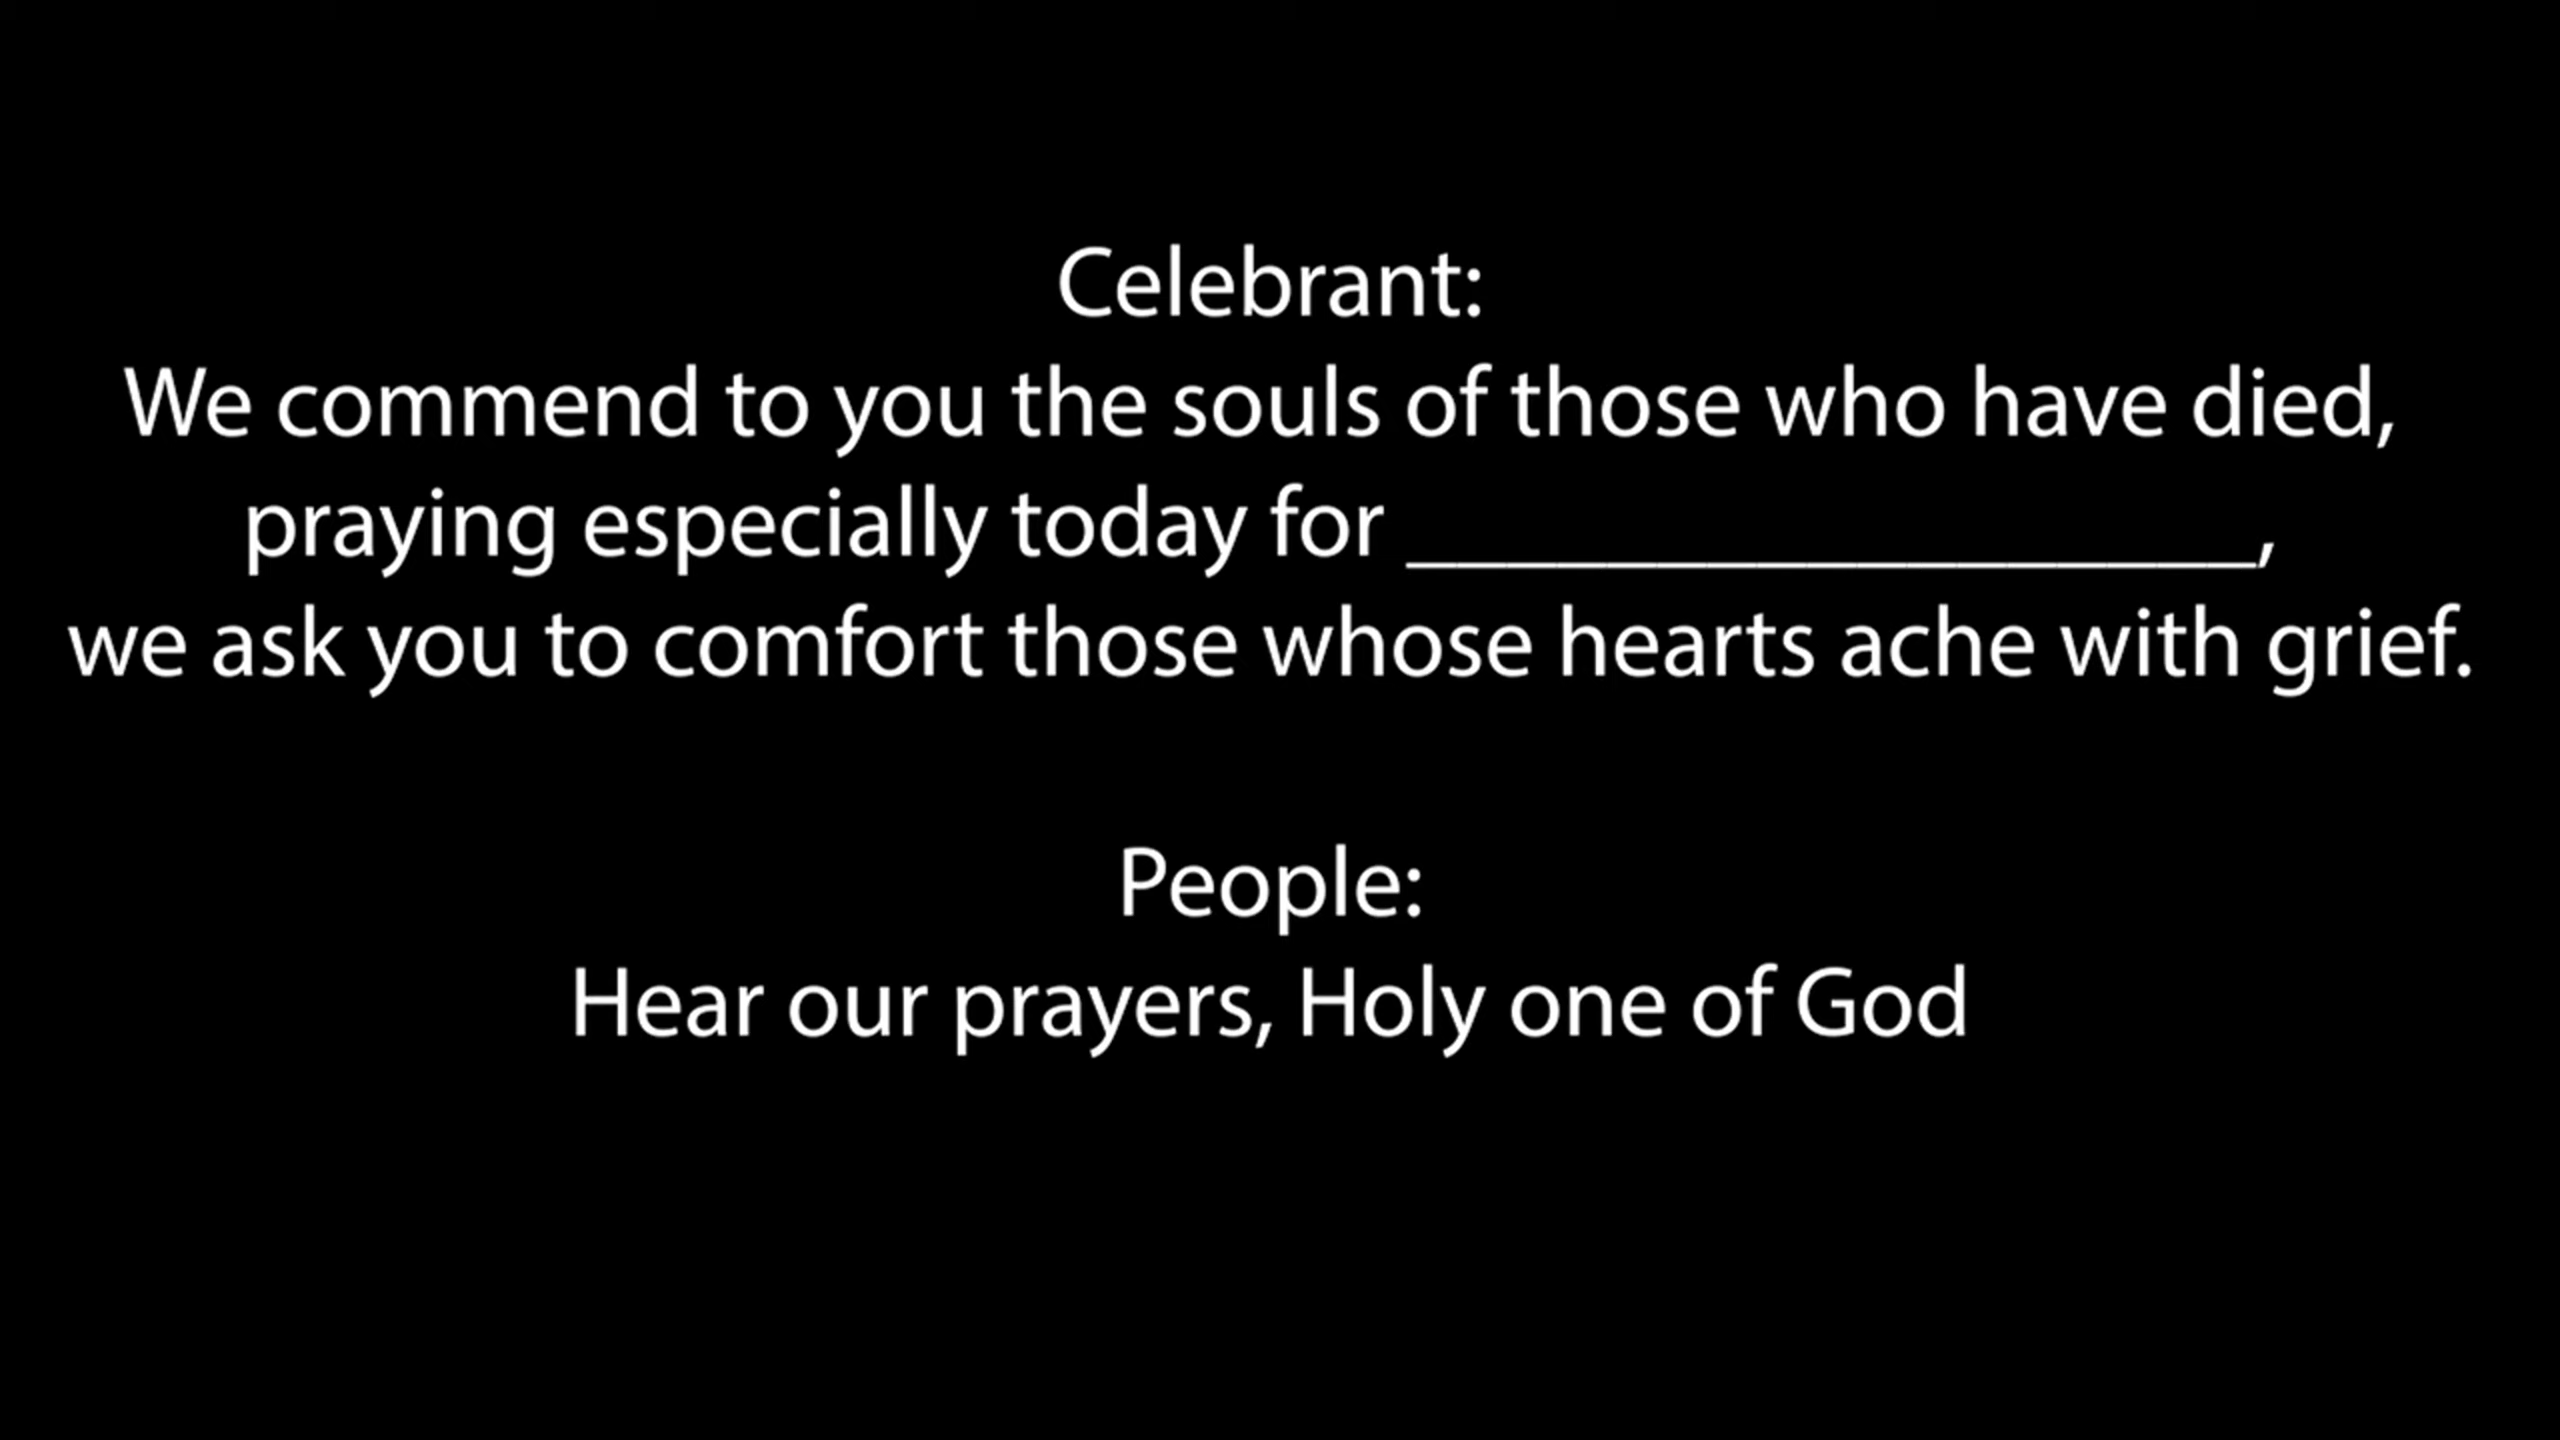 Celebrant:
We commend to you the souls of those who have died,
praying especially today for _________________,
we ask you to comfort those whose hearts ache with grief.
People:
Hear our prayers, Holy one of God